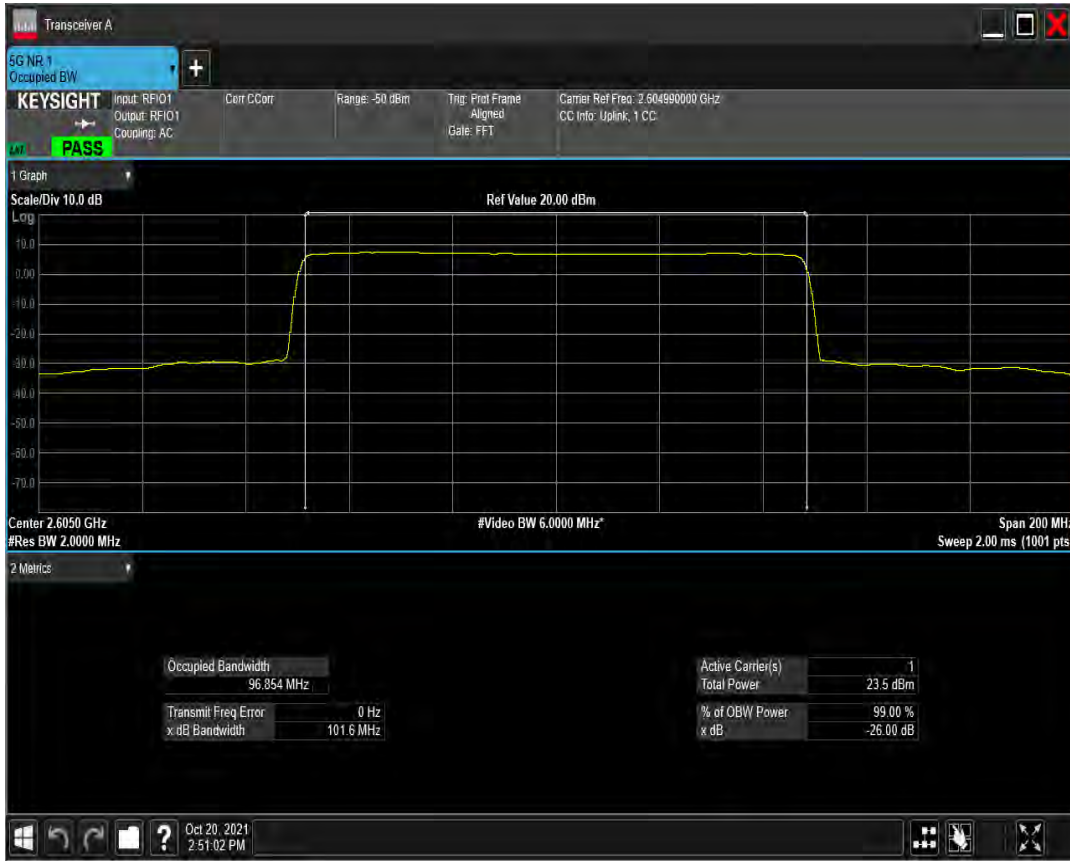 Transceiver A
5G NR 1
Occupied BW
+
KEYSIGHT
Input: RFIO1
Output: RFIO1
Coupling: AC
Corr CCorr
Range: -50 dBm
Trig: Prot Frame
Aligned
Gate: FFT
Carrier Ref Freq: 2.604990000 GHz
CC Info: Uplink, 1 CC
PASS
1 Graph
Scale/Div 10.0 dB
Ref Value 20.00 dBm
Log
10.0
0.00
-10.0
-20.0
-30.0
-40.0
-50.0
-60.0
-70.0
Center 2.6050 GHz
#Video BW 6.0000 MHz*
Span 200 MHz
#Res BW 2.0000 MHz
Sweep 2.00 ms (1001 pts
2 Metrics
Occupied Bandwidth
96.854 MHz
Transmit Freq Error 0 Hz
x dB Bandwidth 101.6 MHz
Active Carrier(s) 1
Total Power 23.5 dBm
% of OBW Power 99.00 %
x dB -26.00 dB
?
Oct 20, 2021
2:51:02 PM